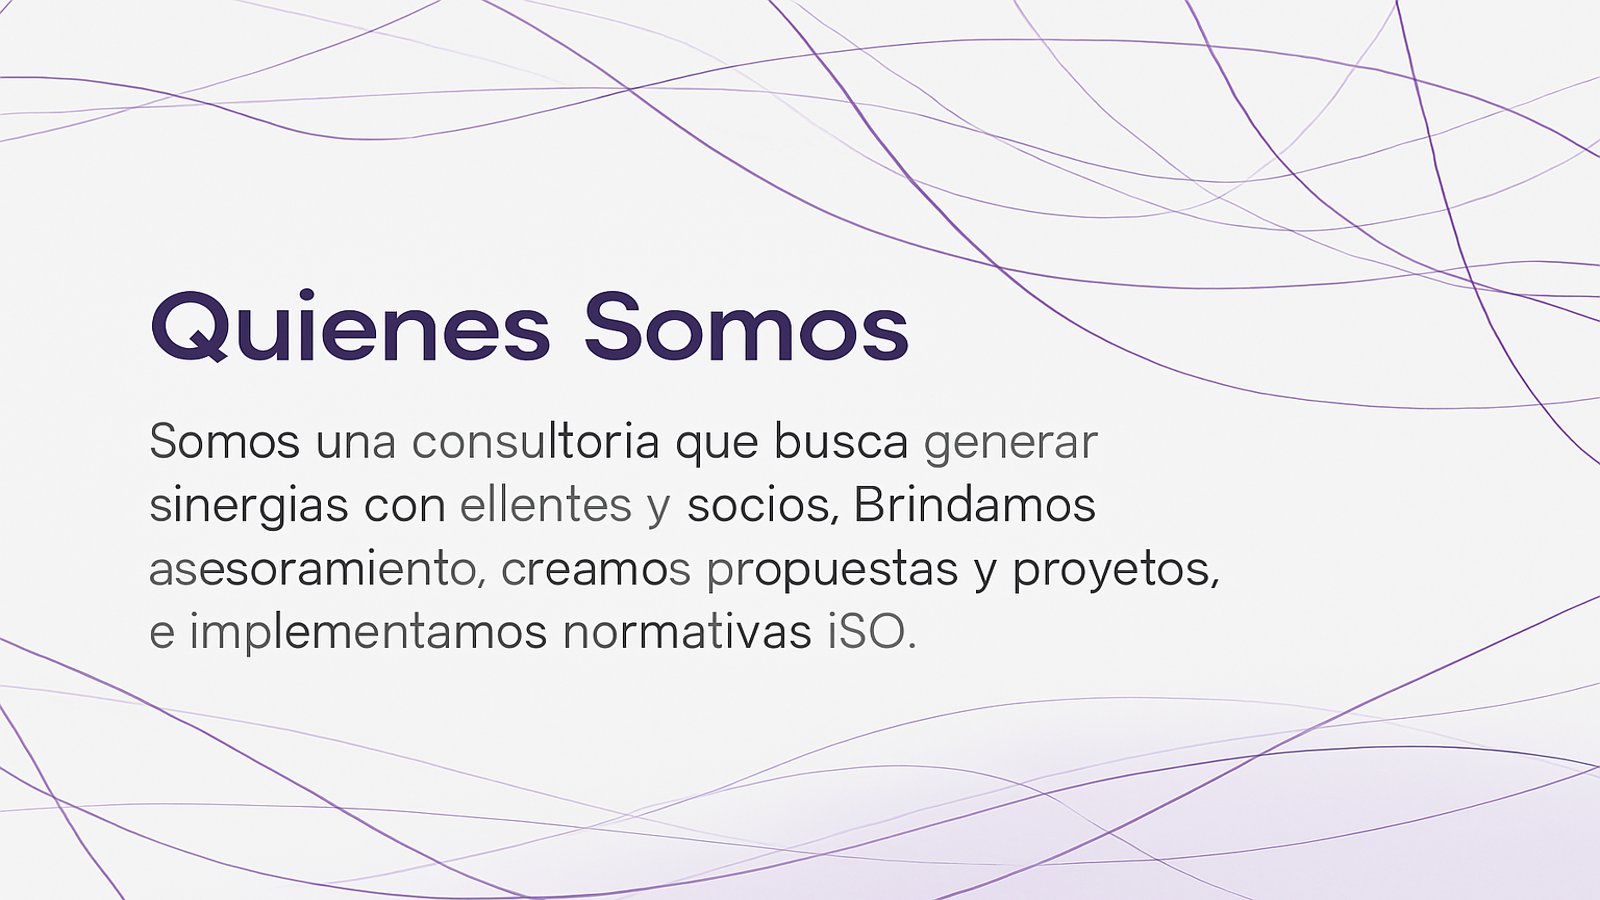 Quienes Somos
Somos una consultoria que busca generar
sinergias con ellentes y socios, Brindamos
asesoramiento, creamos propuestas y proyetos,
e implementamos normativas iSO.